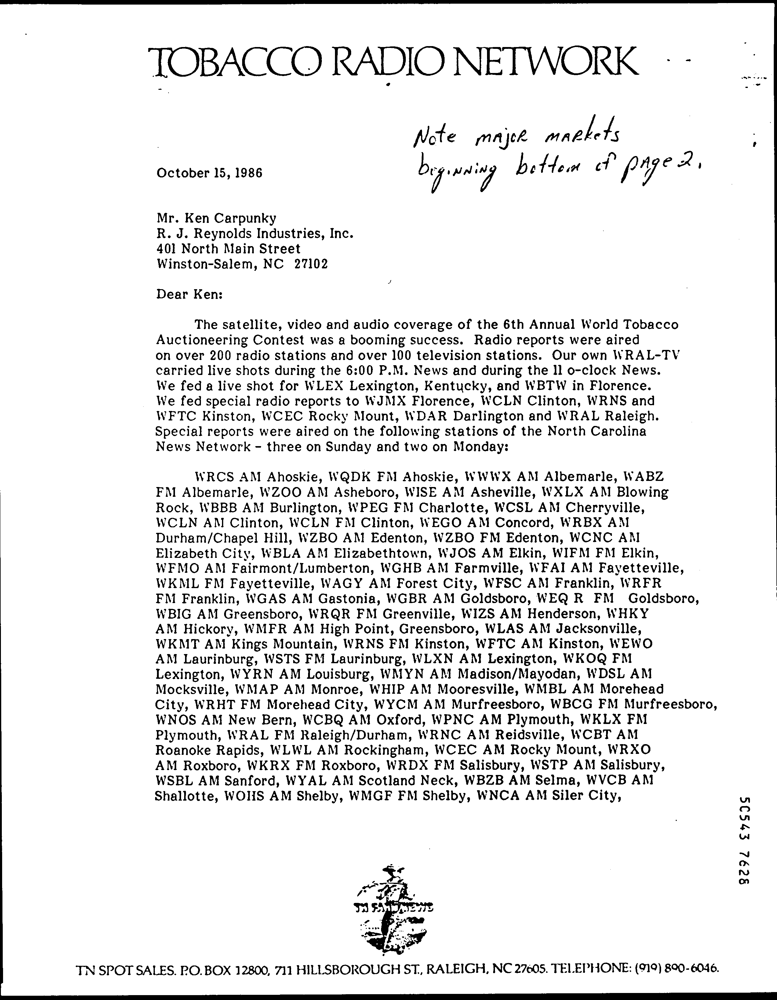 TOBACCO RADIO NETWORK
Note major markets
beginning bottom of page 2.
October 15, 1986
Mr. Ken Carpunky
R. J. Reynolds Industries, Inc.
401 North Main Street
Winston-Salem, NC 27102
Dear Ken:
The satellite, video and audio coverage of the 6th Annual World Tobacco
Auctioneering Contest was a booming success. Radio reports were aired
on over 200 radio stations and over 100 television stations. Our own WRAL-TV
carried live shots during the 6:00 P.M. News and during the 11 o-clock News.
We fed a live shot for WLEX Lexington, Kentucky, and WBTW in Florence.
We fed special radio reports to WJMX Florence, WCLN Clinton, WRNS and
WFTC Kinston, WCEC Rocky Mount, WDAR Darlington and WRAL Raleigh.
Special reports were aired on the following stations of the North Carolina
News Network - three on Sunday and two on Monday:
WRCS AM Ahoskie, WQDK FM Ahoskie, WWWX AM Albemarle, WABZ
FM Albemarle, WZOO AM Asheboro, WISE AM Asheville, WXLX AM Blowing
Rock, WBBB AM Burlington, WPEG FM Charlotte, WCSL AM Cherryville,
WCLN AM Clinton, WCLN FM Clinton, WEGO AM Concord, WRBX AM
Durham/Chapel Hill, WZBO AM Edenton, WZBO FM Edenton, WCNC AM
Elizabeth City, WBLA AM Elizabethtown, WJOS AM Elkin, WIFM FM Elkin,
WFMO AM Fairmont/Lumberton, WGHB AM Farmville, WFAI AM Fayetteville,
WKML FM Fayetteville, WAGY AM Forest City, WFSC AM Franklin, WRFR
FM Franklin, WGAS AM Gastonia, WGBR AM Goldsboro, WEQ R FM Goldsboro,
WBIG AM Greensboro, WRQR FM Greenville, WIZS AM Henderson, WHKY
AM Hickory, WMFR AM High Point, Greensboro, WLAS AM Jacksonville,
WKMT AM Kings Mountain, WRNS FM Kinston, WFTC AM Kinston, WEWO
AM Laurinburg, WSTS FM Laurinburg, WLXN AM Lexington, WKOQ FM
Lexington, WYRN AM Louisburg, WMYN AM Madison/Mayodan, WDSL AM
Mocksville, WMAP AM Monroe, WHIP AM Mooresville, WMBL AM Morehead
City, WRHT FM Morehead City, WYCM AM Murfreesboro, WBCG FM Murfreesboro,
WNOS AM New Bern, WCBQ AM Oxford, WPNC AM Plymouth, WKLX FM
Plymouth, WRAL FM Raleigh/Durham, WRNC AM Reidsville, WCBT AM
Roanoke Rapids, WLWL AM Rockingham, WCEC AM Rocky Mount, WRXO
AM Roxboro, WKRX FM Roxboro, WRDX FM Salisbury, WSTP AM Salisbury,
WSBL AM Sanford, WYAL AM Scotland Neck, WBZB AM Selma, WVCB AM
Shallotte, WOHS AM Shelby, WMGF FM Shelby, WNCA AM Siler City,
50543 7628
TN SPOT SALES. P.O. BOX 12800, 711 HILLSBOROUGH ST., RALEIGH, NC 27605. TELEPHONE: (919) 890-6046.